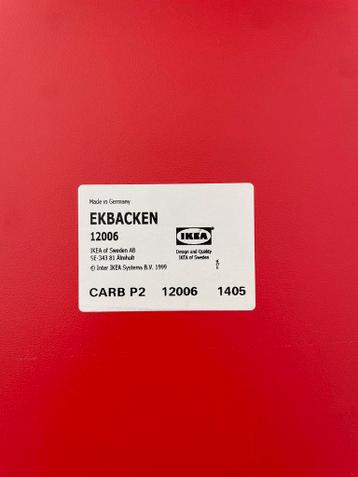 Made in Germany
EKBACKEN
12006
IKEA of Sweden AB
SE-343 81 Älmhult
© Inter IKEA Systems B.V. 1999
IKEA
Design and Quality
IKEA of Sweden
CARB P2 12006 1405